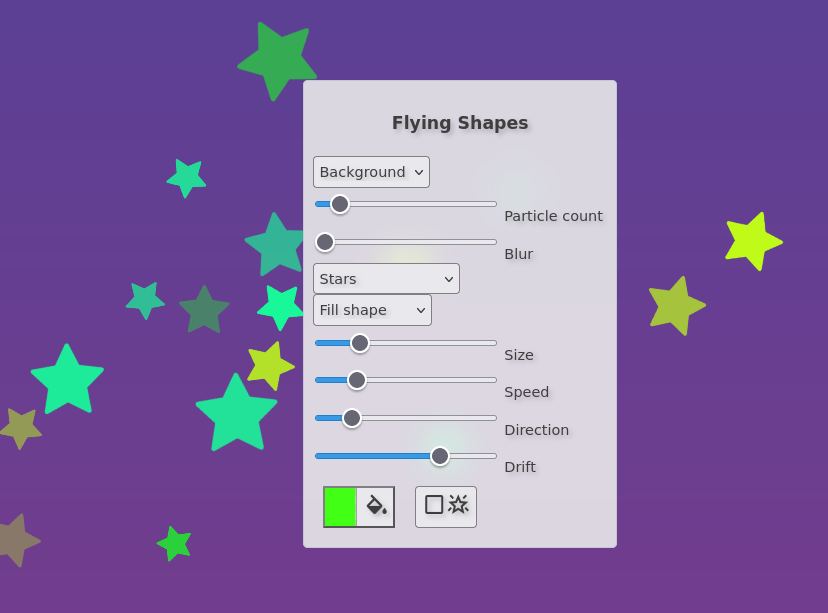 Flying Shapes
Background
Particle count
Blur
Stars
Fill shape
Size
Speed
Direction
Drift